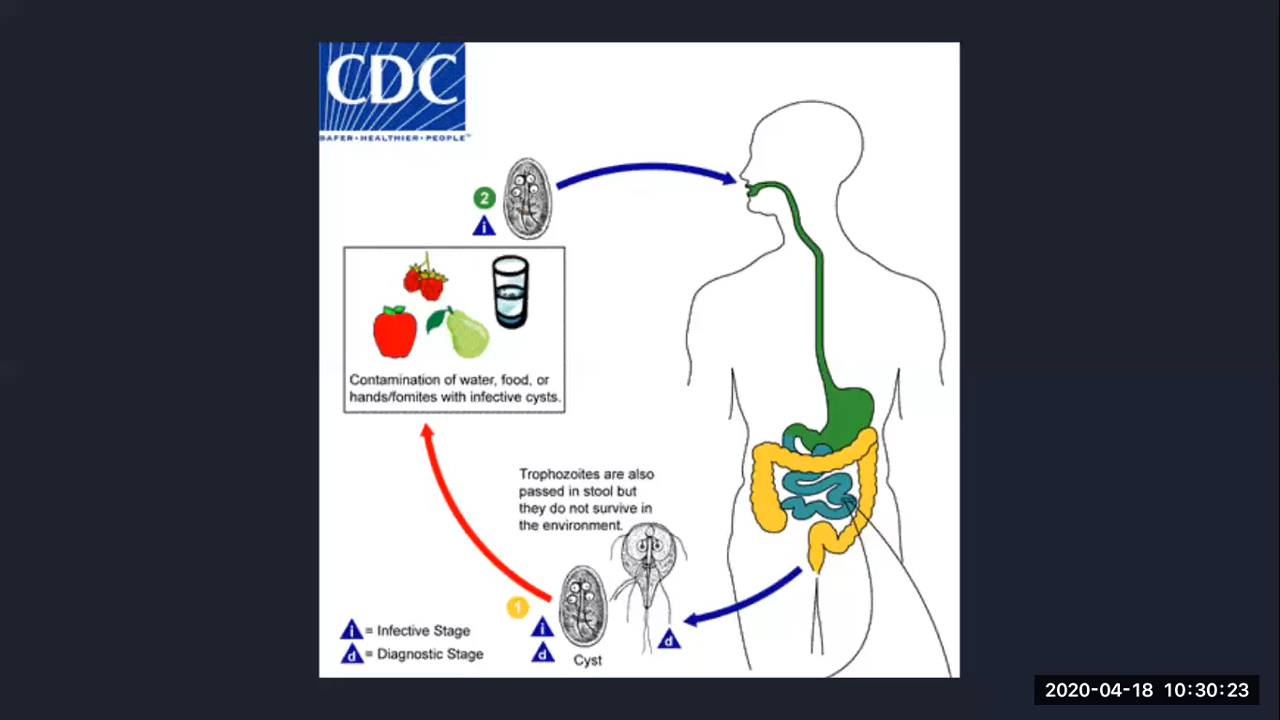 CDC
SAFER • HEALTHIER • PEOPLE™
2
i
Contamination of water, food, or
hands/fomites with infective cysts.
Trophozoites are also
passed in stool but
they do not survive in
the environment.
1
i
d
d
Cyst
i = Infective Stage
d = Diagnostic Stage
2020-04-18 10:30:23